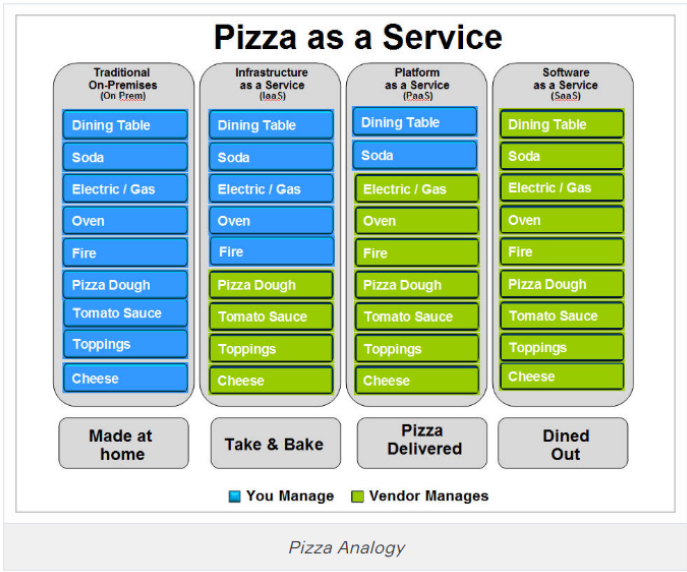 Pizza as a Service
Traditional
On-Premises
(On Prem)
Dining Table
Soda
Electric / Gas
Oven
Fire
Pizza Dough
Tomato Sauce
Toppings
Cheese
Made at
home
Infrastructure
as a Service
(IaaS)
Dining Table
Soda
Electric / Gas
Oven
Fire
Pizza Dough
Tomato Sauce
Toppings
Cheese
Take & Bake
Platform
as a Service
(PaaS)
Dining Table
Soda
Electric / Gas
Oven
Fire
Pizza Dough
Tomato Sauce
Toppings
Cheese
Pizza
Delivered
Software
as a Service
(SaaS)
Dining Table
Soda
Electric / Gas
Oven
Fire
Pizza Dough
Tomato Sauce
Toppings
Cheese
Dined
Out
You Manage
Vendor Manages
Pizza Analogy